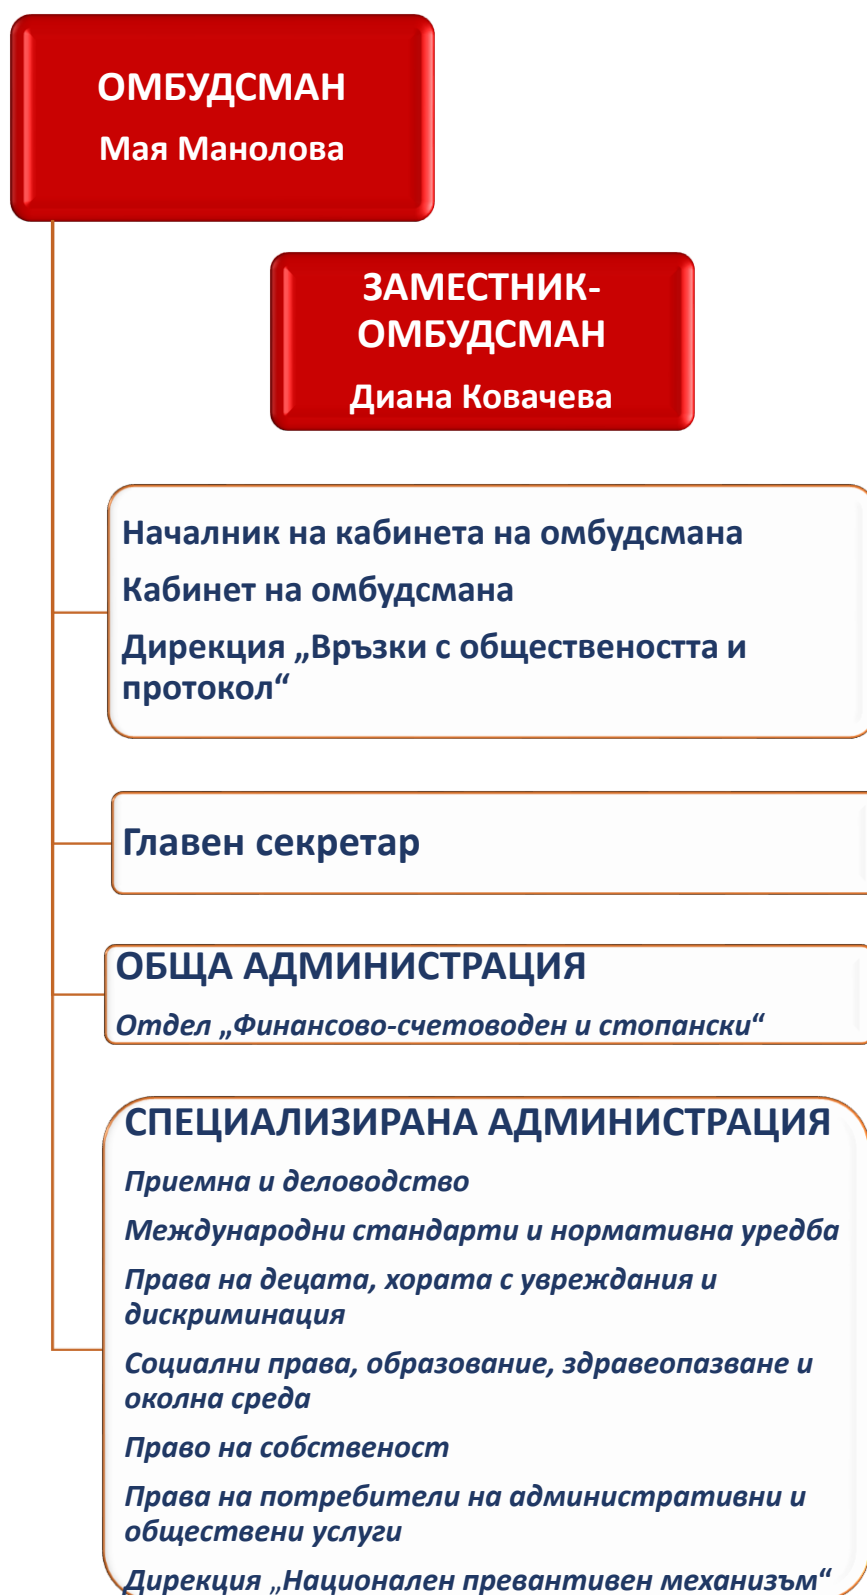 ОМБУДСМАН
Мая Манолова
ЗАМЕСТНИК-
ОМБУДСМАН
Диана Ковачева
Началник на кабинета на омбудсмана
Кабинет на омбудсмана
Дирекция „Връзки с обществеността и
протокол“
Главен секретар
ОБЩА АДМИНИСТРАЦИЯ
Отдел „Финансово-счетоводен и стопански“
СПЕЦИАЛИЗИРАНА АДМИНИСТРАЦИЯ
Приемна и деловодство
Международни стандарти и нормативна уредба
Права на децата, хората с увреждания и
дискриминация
Социални права, образование, здравеопазване и
околна среда
Право на собственост
Права на потребители на административни и
обществени услуги
Дирекция „Национален превантивен механизъм“